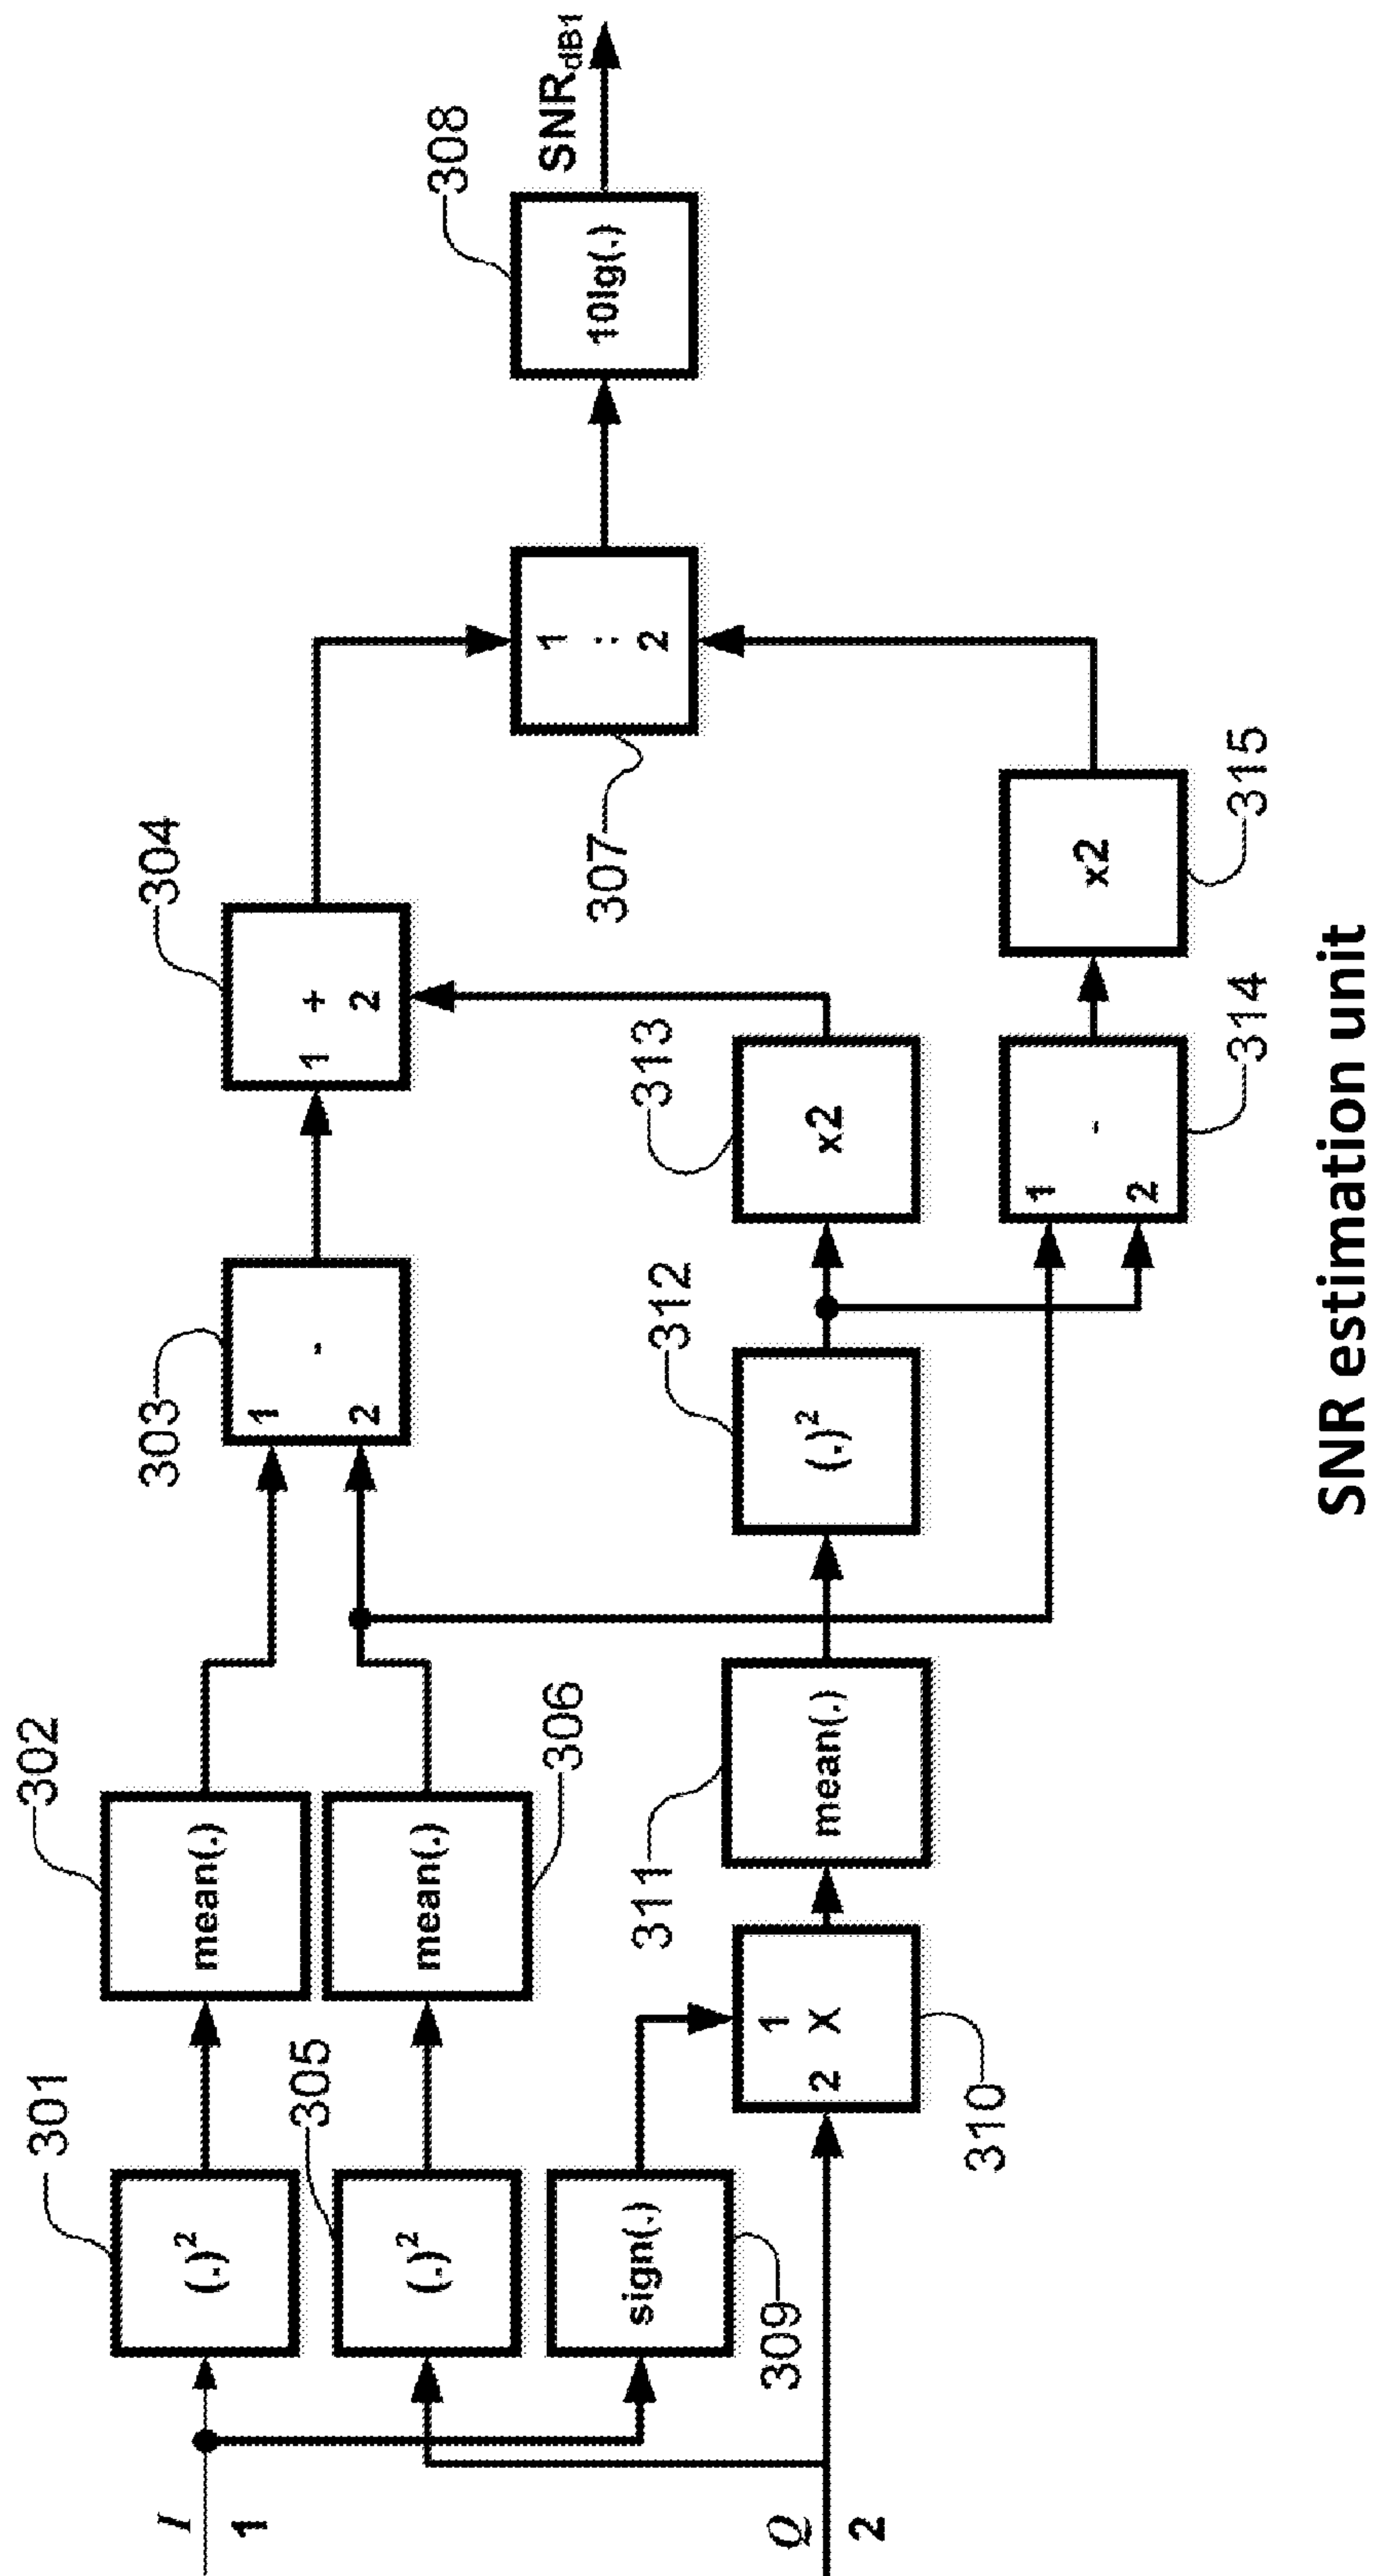 I
1
Q
2
301
(.)²
305
(.)²
sign(.)
309
302
mean(.)
mean(.)
306
1
2 X
310
311
mean(.)
303
1
-
2
312
(.)²
313
x2
304
1 +
2
1
-
2
314
x2
315
1
:
2
307
308
10lg(.)
SNRdB1
SNR estimation unit